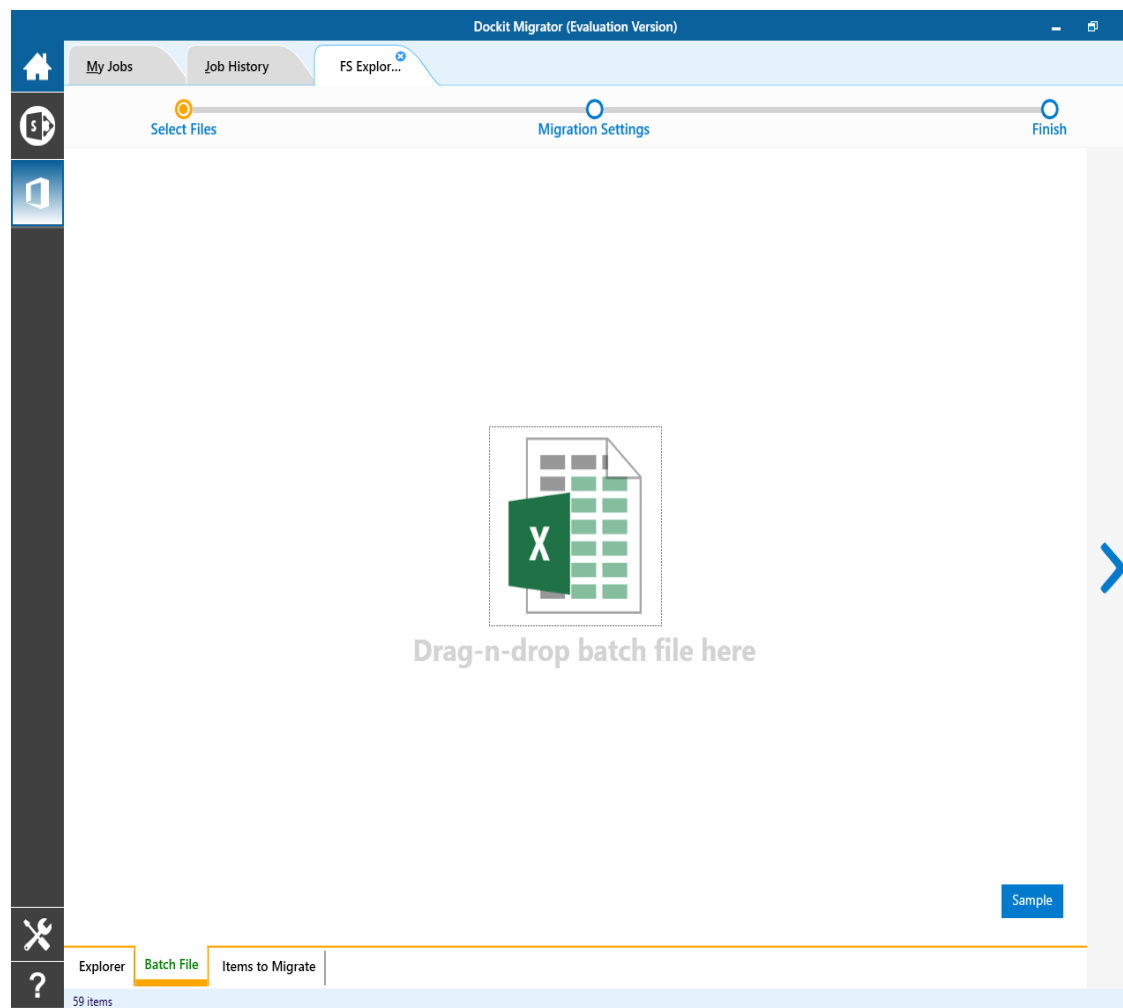 Dockit Migrator (Evaluation Version)
My Jobs
Job History
FS Explor...
Select Files
Migration Settings
Finish
S
X
Drag-n-drop batch file here
Sample
Explorer
Batch File
Items to Migrate
?
59 items